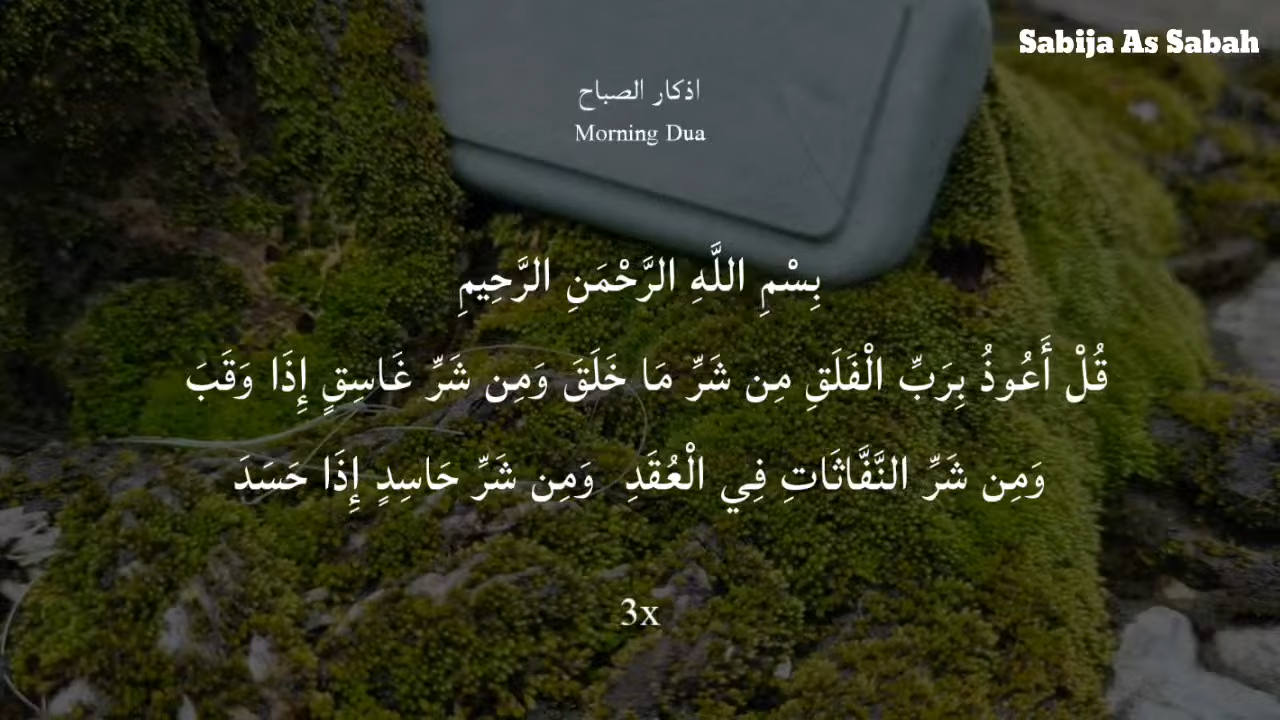 Sabija As Sabah
اذكار الصباح
Morning Dua
بِسْمِ اللَّهِ الرَّحْمَنِ الرَّحِيمِ
قُلْ أَعُوذُ بِرَبِّ الْفَلَقِ مِن شَرِّ مَا خَلَقَ وَمِن شَرِّ غَاسِقٍ إِذَا وَقَبَ
وَمِن شَرِّ النَّفَّاثَاتِ فِي الْعُقَدِ وَمِن شَرِّ حَاسِدٍ إِذَا حَسَدَ
3x